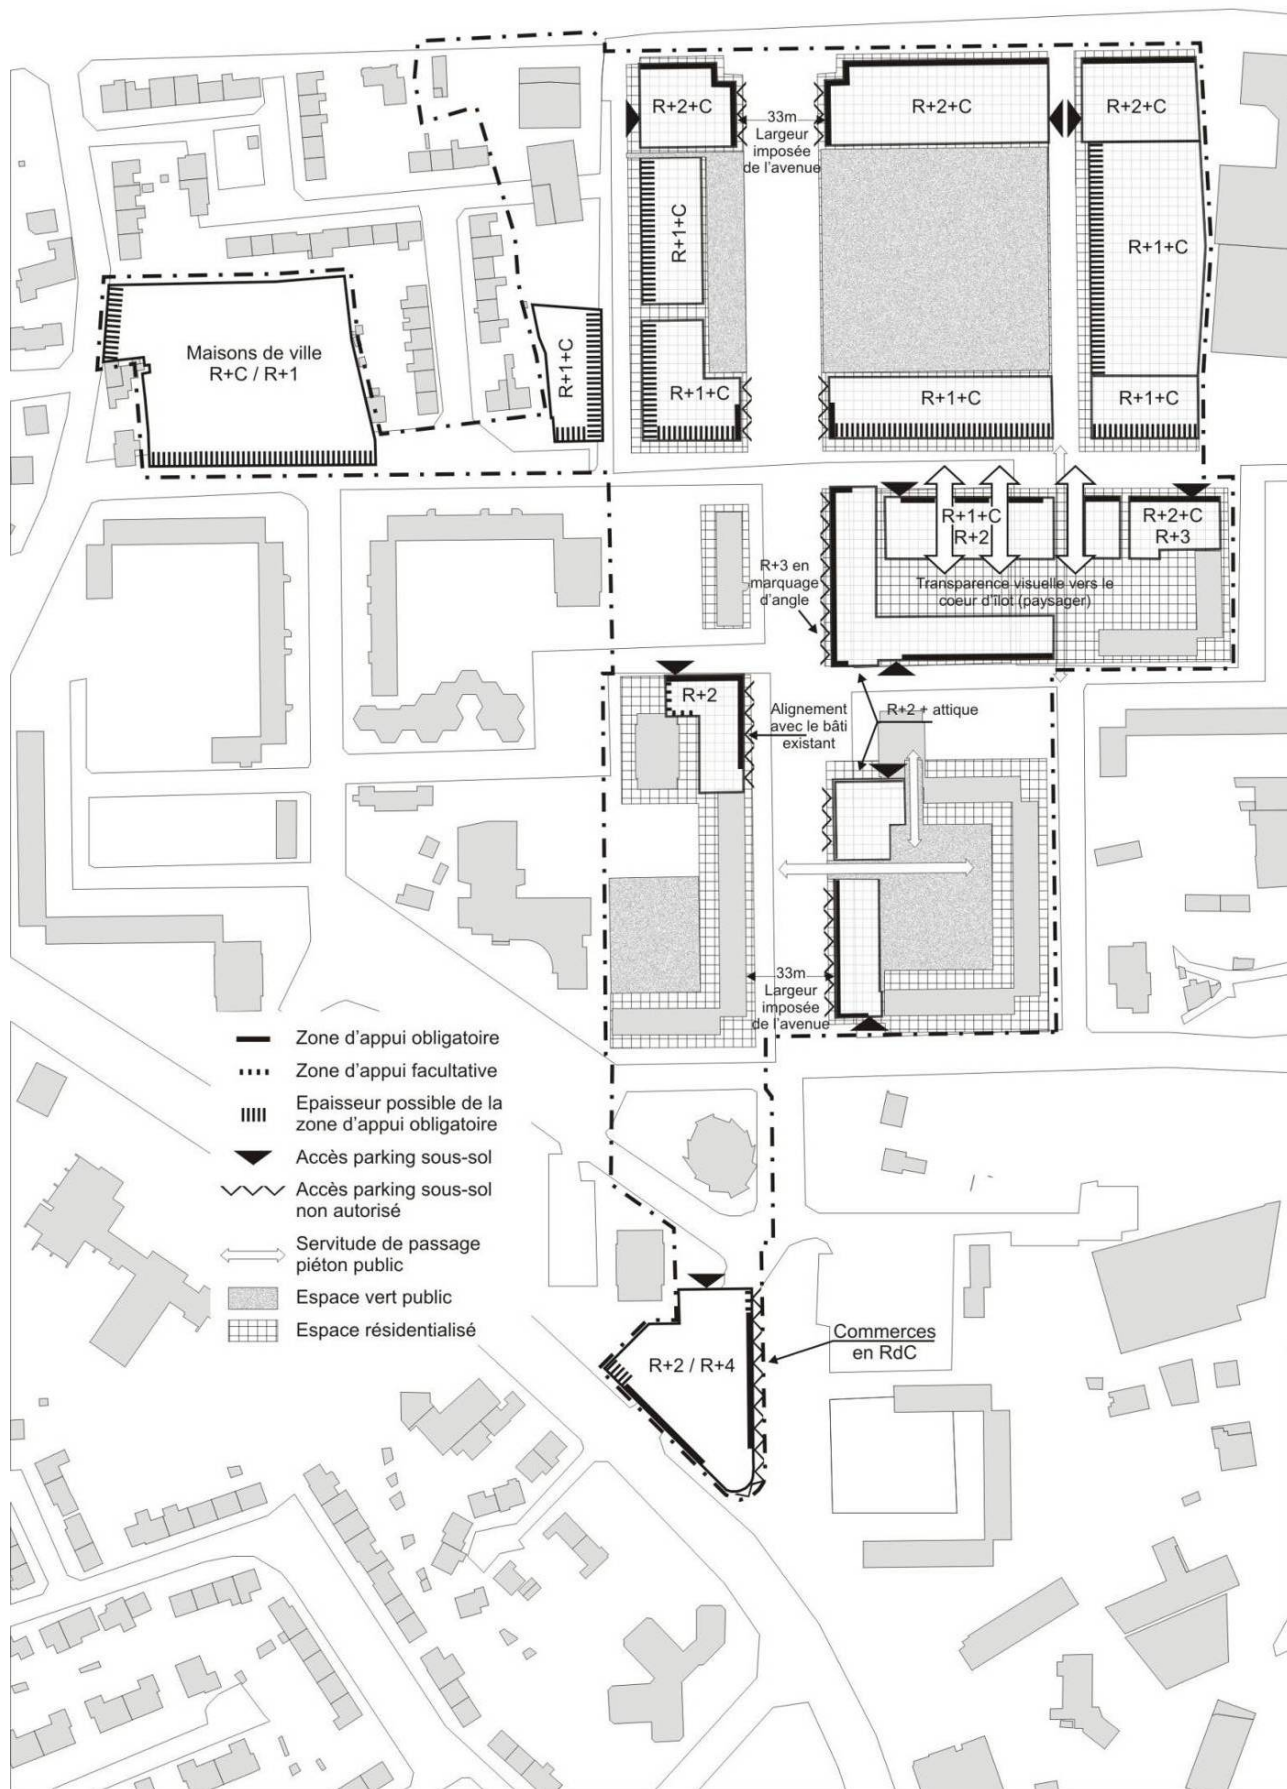 R+2+C
R+2+C
R+2+C
33m
Largeur
imposée
de l'avenue
R+1+C
R+1+C
Maisons de ville
R+C / R+1
R+1+C
R+1+C
R+1+C
R+1+C
R+1+C
R+2
R+2+C
R+3
R+3 en
marquage
d'angle
Transparence visuelle vers le
coeur d'îlot (paysager)
R+2
Alignement
avec le bâti
existant
R+2 + attique
33m
Largeur
imposée
de l'avenue
Zone d'appui obligatoire
Zone d'appui facultative
Epaisseur possible de la
zone d'appui obligatoire
Accès parking sous-sol
Accès parking sous-sol
non autorisé
Servitude de passage
piéton public
Espace vert public
Espace résidentialisé
Commerces
en RdC
R+2 / R+4